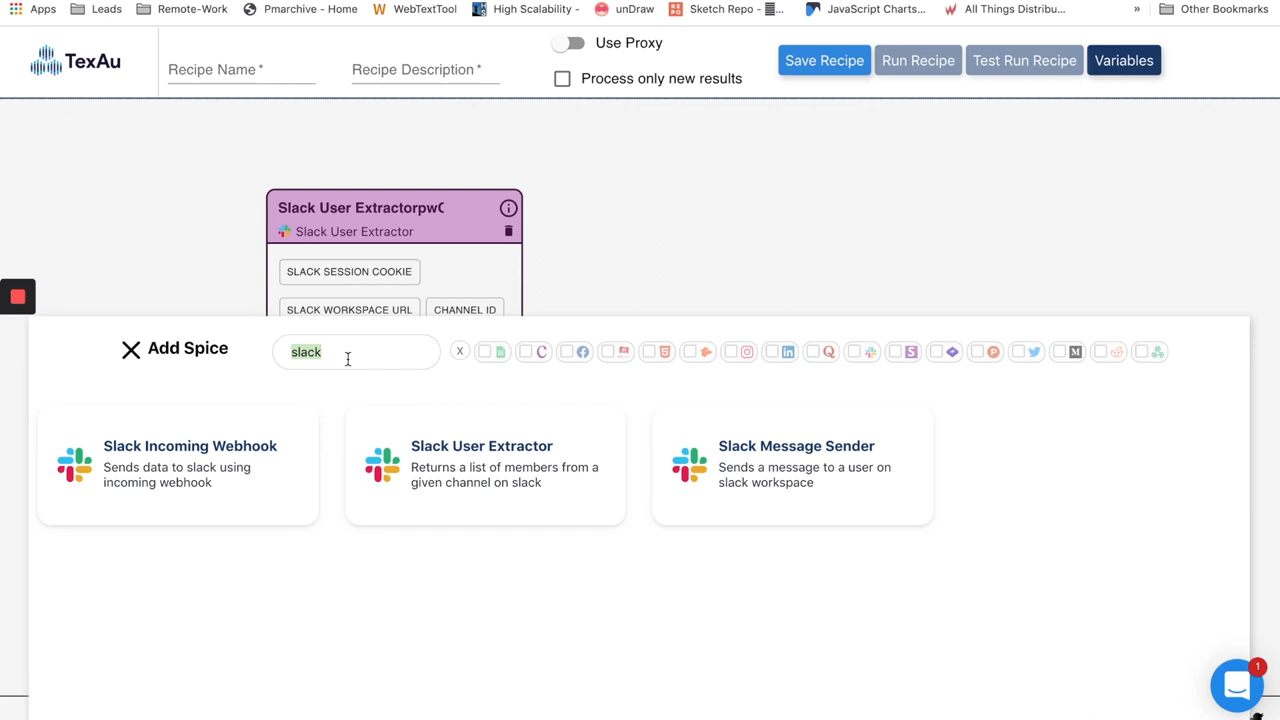 Apps Leads Remote-Work Pmarchive - Home WebTextTool High Scalability - unDraw Sketch Repo - JavaScript Charts... All Things Distribu... » Other Bookmarks
TexAu
Recipe Name *
Recipe Description *
Use Proxy
Process only new results
Save Recipe
Run Recipe
Test Run Recipe
Variables
Slack User Extractorpw
Slack User Extractor
SLACK SESSION COOKIE
SLACK WORKSPACE URL
CHANNEL ID
Add Spice
slack
X
Slack Incoming Webhook
Sends data to slack using
incoming webhook
Slack User Extractor
Returns a list of members from a
given channel on slack
Slack Message Sender
Sends a message to a user on
slack workspace
1